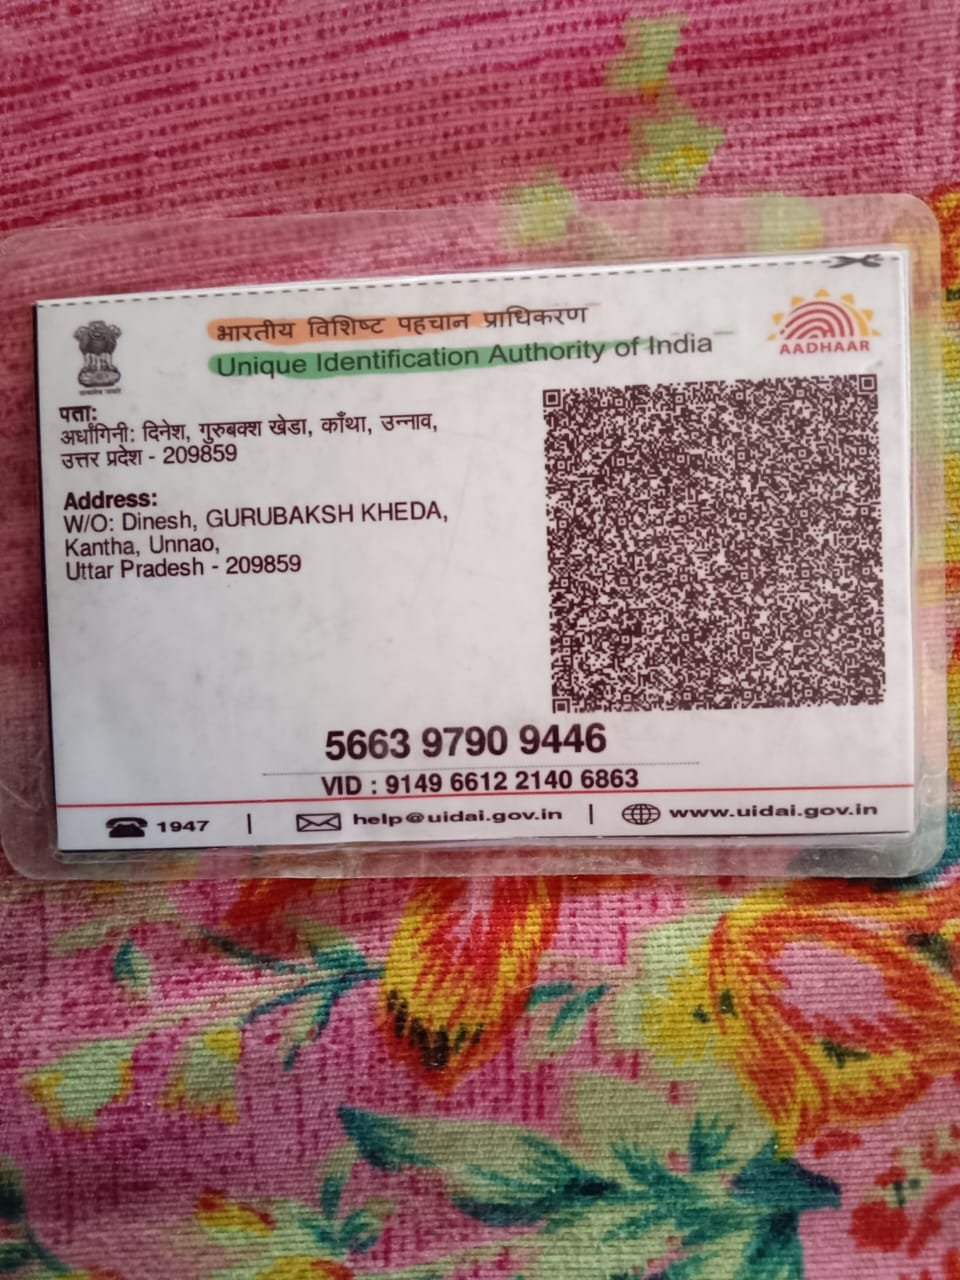 भारतीय विशिष्ट पहचान प्राधिकरण
Unique Identification Authority of India
AADHAAR
पता:
अर्धांगिनी: दिनेश, गुरुबक्श खेडा, काँथा, उन्नाव,
उत्तर प्रदेश - 209859
Address:
W/O: Dinesh, GURUBAKSH KHEDA,
Kantha, Unnao,
Uttar Pradesh - 209859
5663 9790 9446
VID : 9149 6612 2140 6863
1947 | help@uidai.gov.in | www.uidai.gov.in